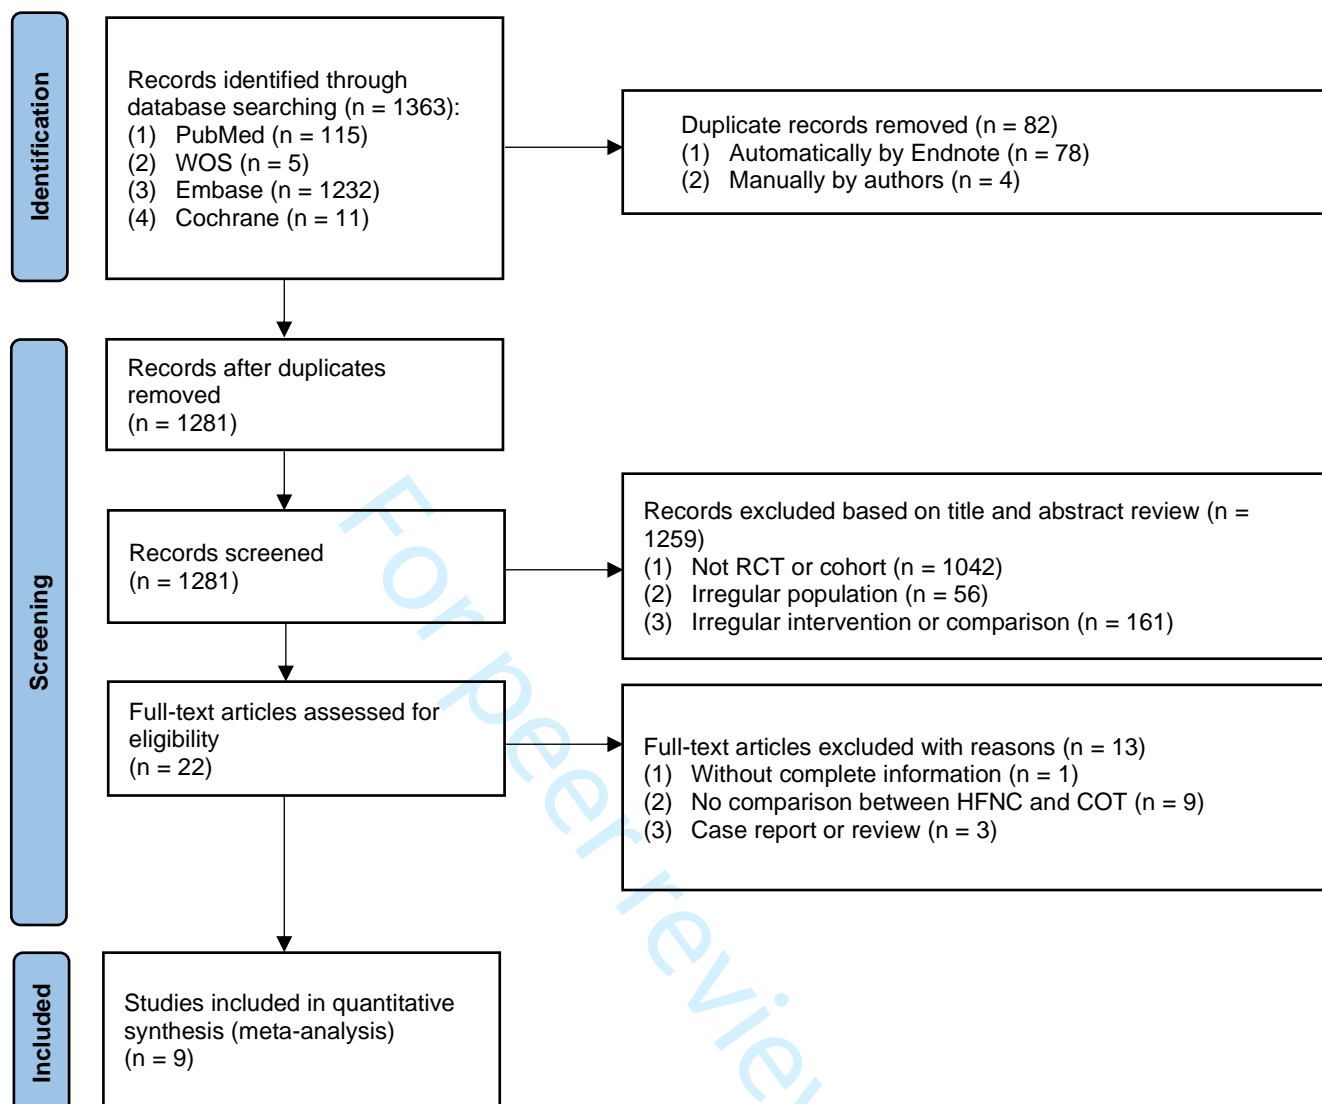 Identification
Records identified through
database searching (n = 1363):
(1) PubMed (n = 115)
(2) WOS (n = 5)
(3) Embase (n = 1232)
(4) Cochrane (n = 11)
Duplicate records removed (n = 82)
(1) Automatically by Endnote (n = 78)
(2) Manually by authors (n = 4)
Screening
Records after duplicates
removed
(n = 1281)
Records screened
(n = 1281)
Records excluded based on title and abstract review (n =
1259)
(1) Not RCT or cohort (n = 1042)
(2) Irregular population (n = 56)
(3) Irregular intervention or comparison (n = 161)
Full-text articles assessed for
eligibility
(n = 22)
Full-text articles excluded with reasons (n = 13)
(1) Without complete information (n = 1)
(2) No comparison between HFNC and COT (n = 9)
(3) Case report or review (n = 3)
Included
Studies included in quantitative
synthesis (meta-analysis)
(n = 9)
For peer review